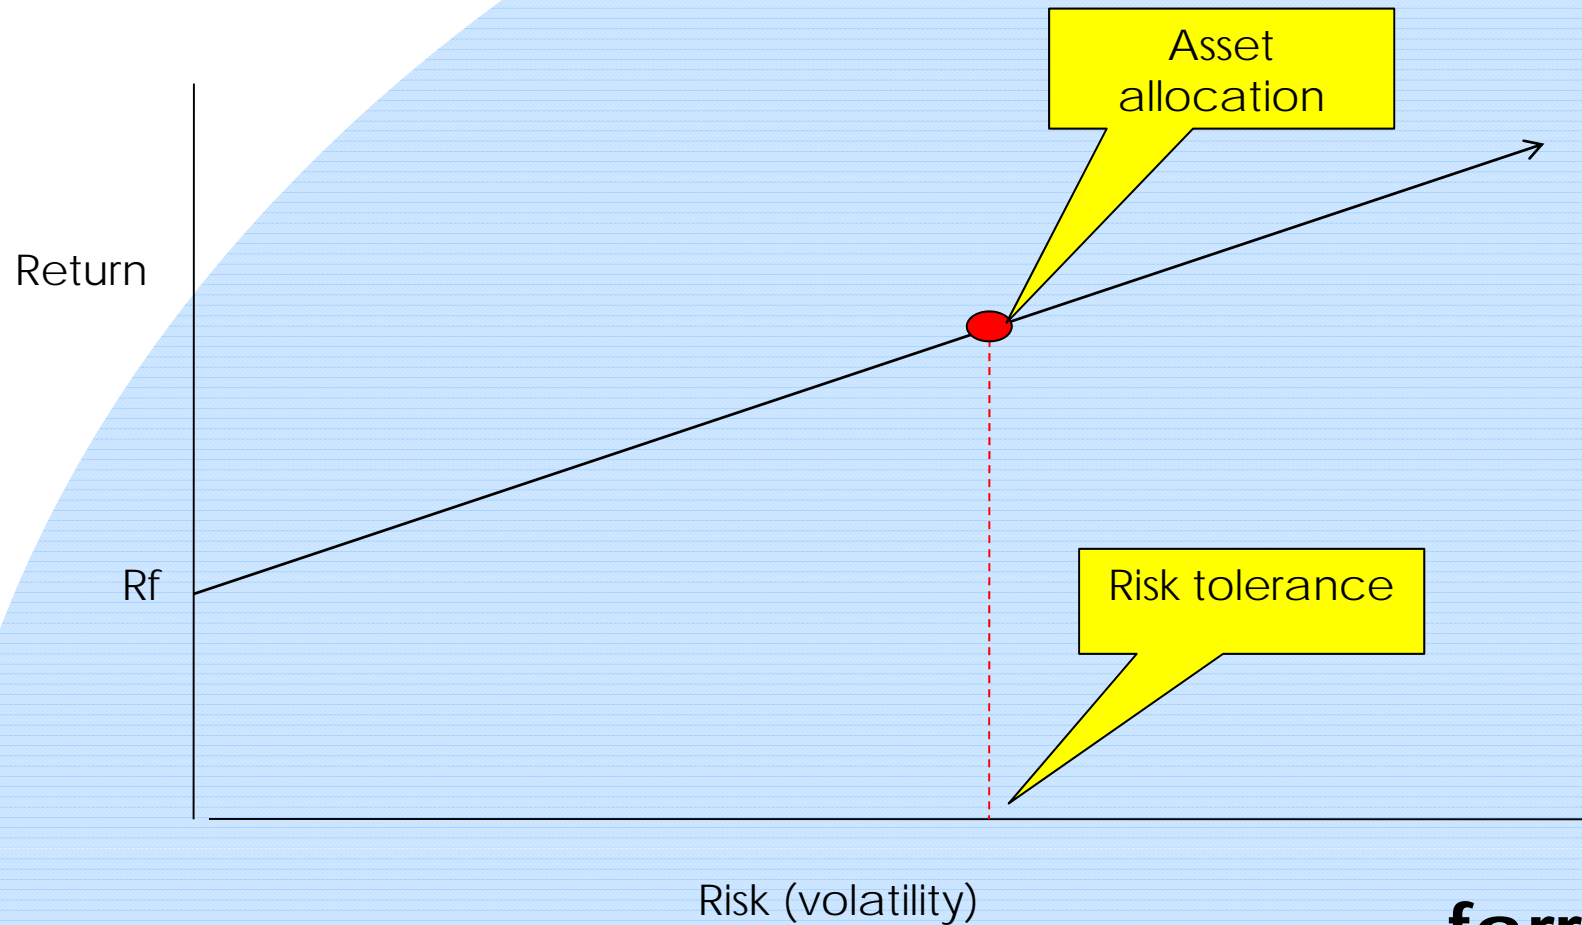 Asset
allocation
Return
Rf
Risk tolerance
Risk (volatility)